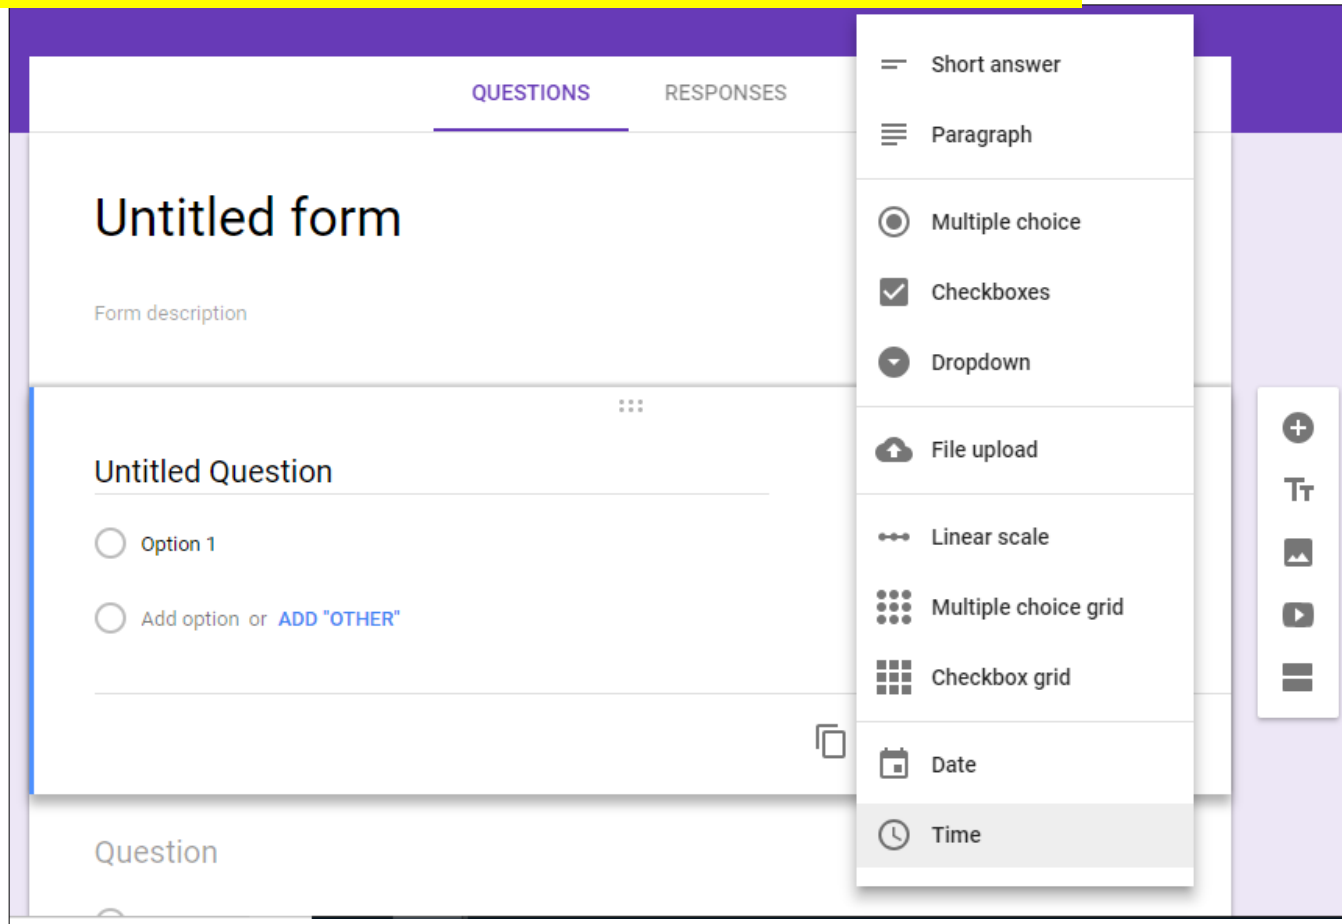 QUESTIONS
RESPONSES
Untitled form
Form description
Untitled Question
Option 1
Add option or ADD "OTHER"
Question
Short answer
Paragraph
Multiple choice
Checkboxes
Dropdown
File upload
Linear scale
Multiple choice grid
Checkbox grid
Date
Time
Tт